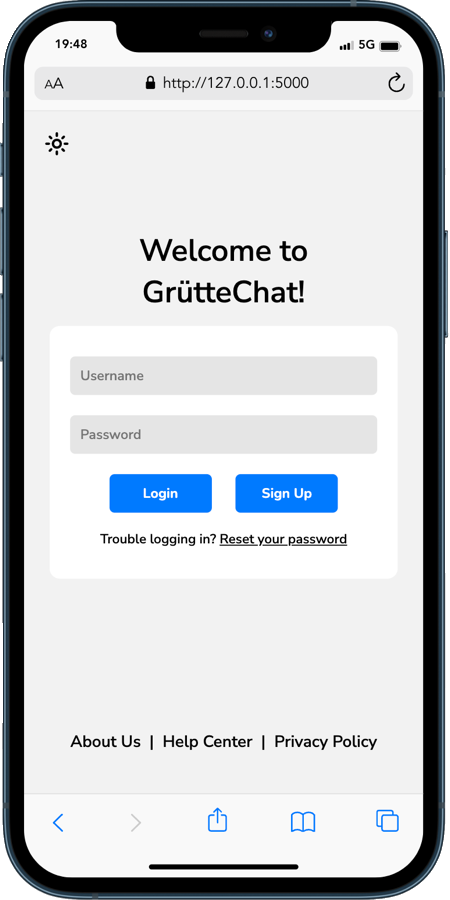 19:48 5G
AA http://127.0.0.1:5000
Welcome to
GrütteChat!
Username
Password
Login Sign Up
Trouble logging in? Reset your password
About Us | Help Center | Privacy Policy